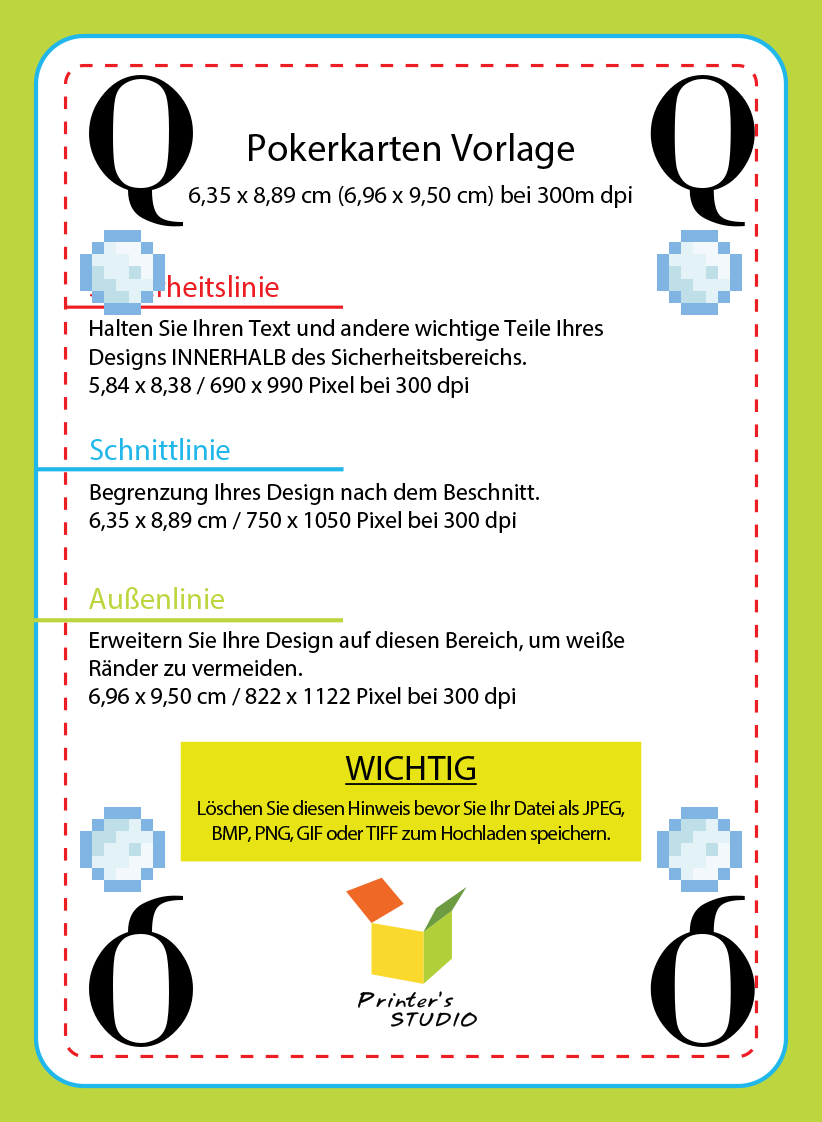 Q Q
Pokerkarten Vorlage
6,35 x 8,89 cm (6,96 x 9,50 cm) bei 300m dpi
Halten Sie Ihren Text und andere wichtige Teile Ihres
Designs INNERHALB des Sicherheitsbereichs.
5,84 x 8,38 / 690 x 990 Pixel bei 300 dpi
Schnittlinie
Begrenzung Ihres Design nach dem Beschnitt.
6,35 x 8,89 cm / 750 x 1050 Pixel bei 300 dpi
Außenlinie
Erweitern Sie Ihre Design auf diesen Bereich, um weiße
Ränder zu vermeiden.
6,96 x 9,50 cm / 822 x 1122 Pixel bei 300 dpi
WICHTIG
Löschen Sie diesen Hinweis bevor Sie Ihr Datei als JPEG,
BMP, PNG, GIF oder TIFF zum Hochladen speichern.
Printer's
STUDIO
Q Q